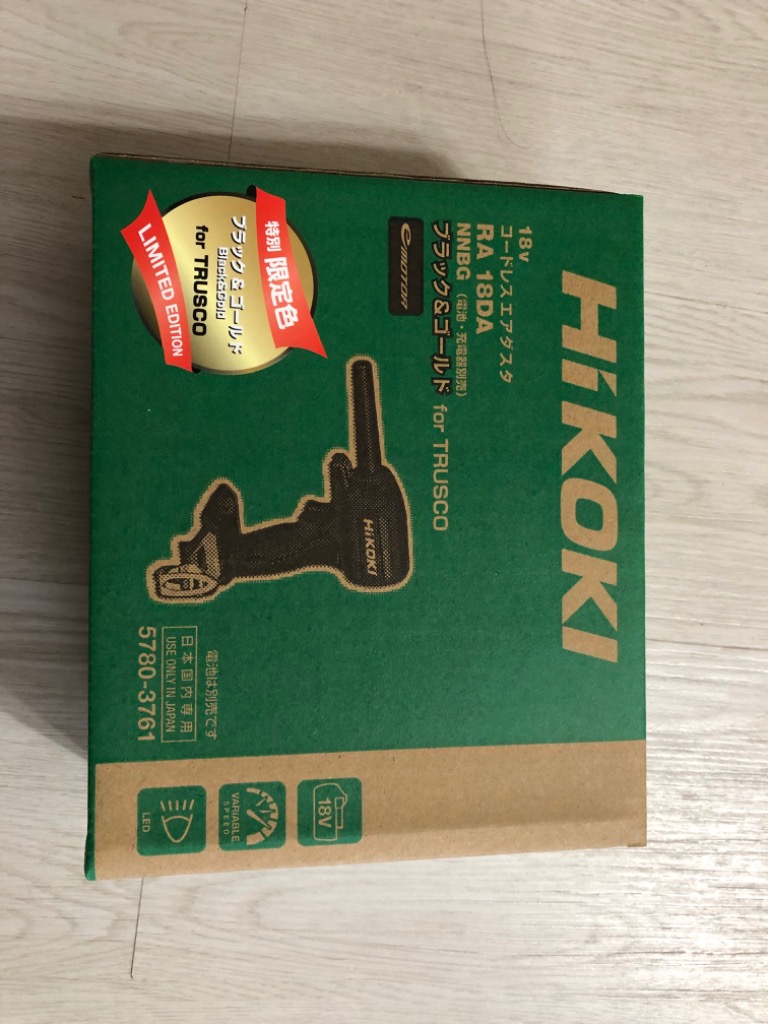 HiKOKI
18v
コードレスエアダスタ
RA 18DA
NNBG（電池・充電器別売）
ブラック&ゴールド for TRUSCO
e-MOTOR
特別 限定色
ブラック & ゴールド
Black&Gold
for TRUSCO
LIMITED EDITION
HiKOKI
電池は別売です
日本国内専用
USE ONLY IN JAPAN
5780-3761
18V
VARIABLE
SPEED
LED